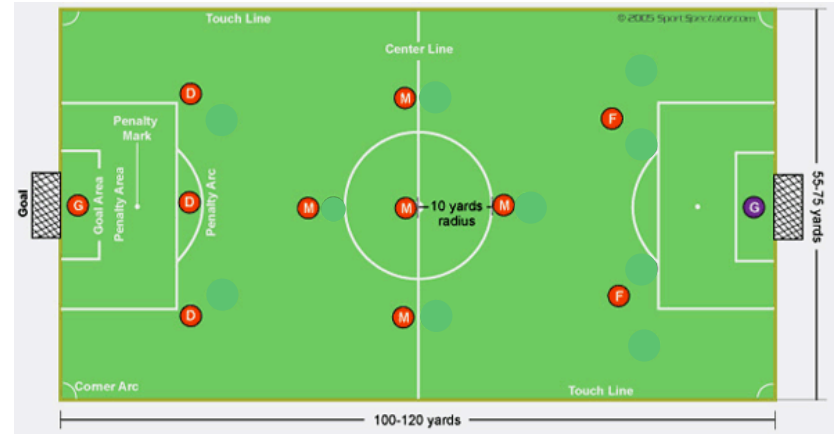 Touch Line
© 2005 SportSpectator.com
Center Line
D
M
F
Penalty
Mark
Goal
Goal Area
Penalty Area
Penalty Arc
G
D
M
M
10 yards
radius
M
G
55-75 yards
D
M
F
Corner Arc
Touch Line
100-120 yards